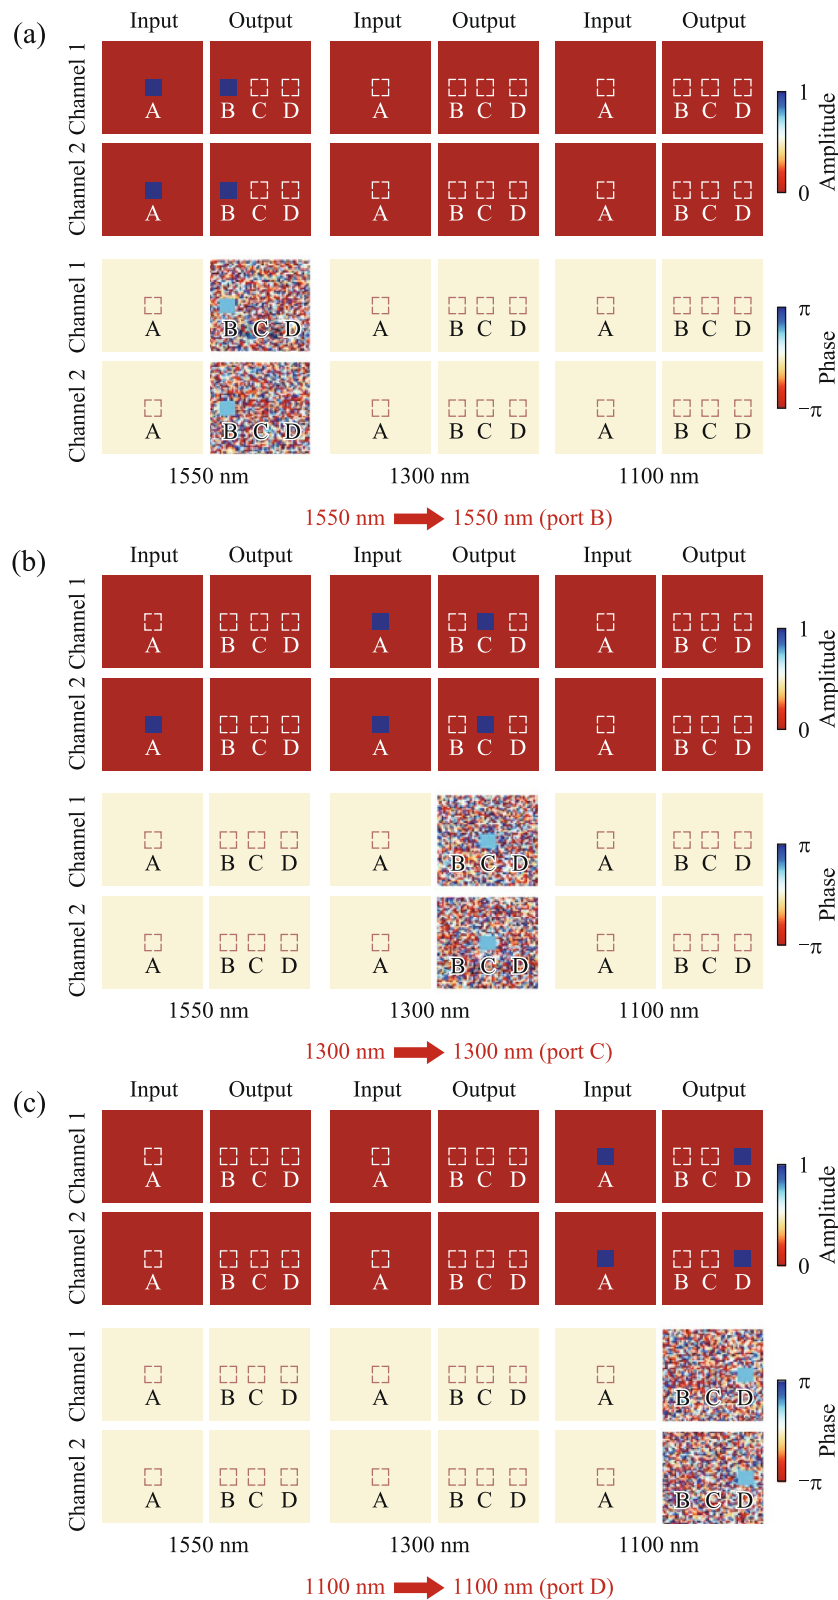 (a)
Input Output Input Output Input Output
Channel 1
A B C D A B C D A B C D
1
Amplitude
0
Channel 2
A B C D A B C D A B C D
Channel 1
A B C D A B C D A B C D
π
Phase
−π
Channel 2
A B C D A B C D A B C D
1550 nm 1300 nm 1100 nm
1550 nm 1550 nm (port B)
(b)
Input Output Input Output Input Output
Channel 1
A B C D A B C D A B C D
1
Amplitude
0
Channel 2
A B C D A B C D A B C D
Channel 1
A B C D A B C D A B C D
π
Phase
−π
Channel 2
A B C D A B C D A B C D
1550 nm 1300 nm 1100 nm
1300 nm 1300 nm (port C)
(c)
Input Output Input Output Input Output
Channel 1
A B C D A B C D A B C D
1
Amplitude
0
Channel 2
A B C D A B C D A B C D
Channel 1
A B C D A B C D A B C D
π
Phase
−π
Channel 2
A B C D A B C D A B C D
1550 nm 1300 nm 1100 nm
1100 nm 1100 nm (port D)